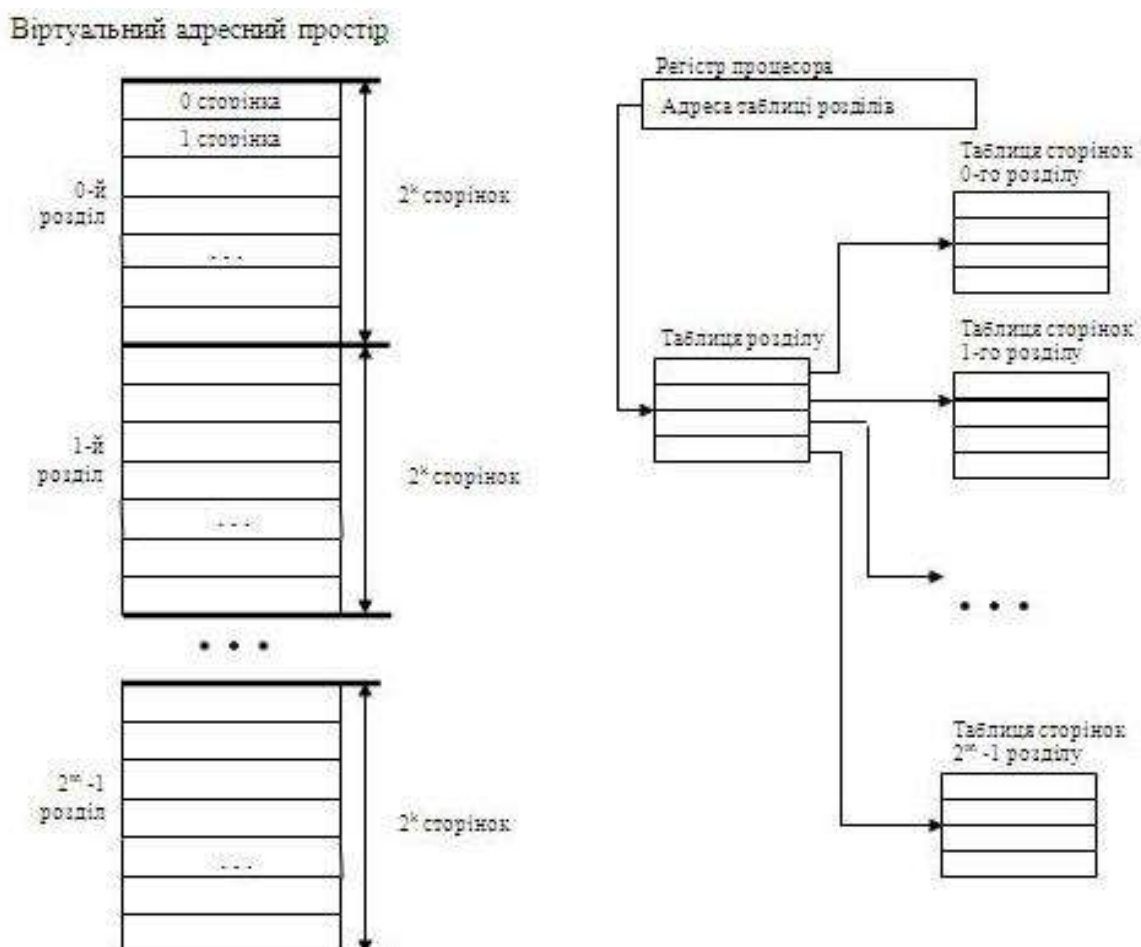 Віртуальний адресний простір
0 сторінка
1 сторінка
0-й
розділ
2ᵏ сторінок
. . .
1-й
розділ
2ᵏ сторінок
. . .
• • •
2ᵐ -1
розділ
2ᵏ сторінок
. . .
Регістр процесора
Адреса таблиці розділів
Таблиця сторінок
0-го розділу
Таблиця розділу
Таблиця сторінок
1-го розділу
• • •
Таблиця сторінок
2ᵐ -1 розділу